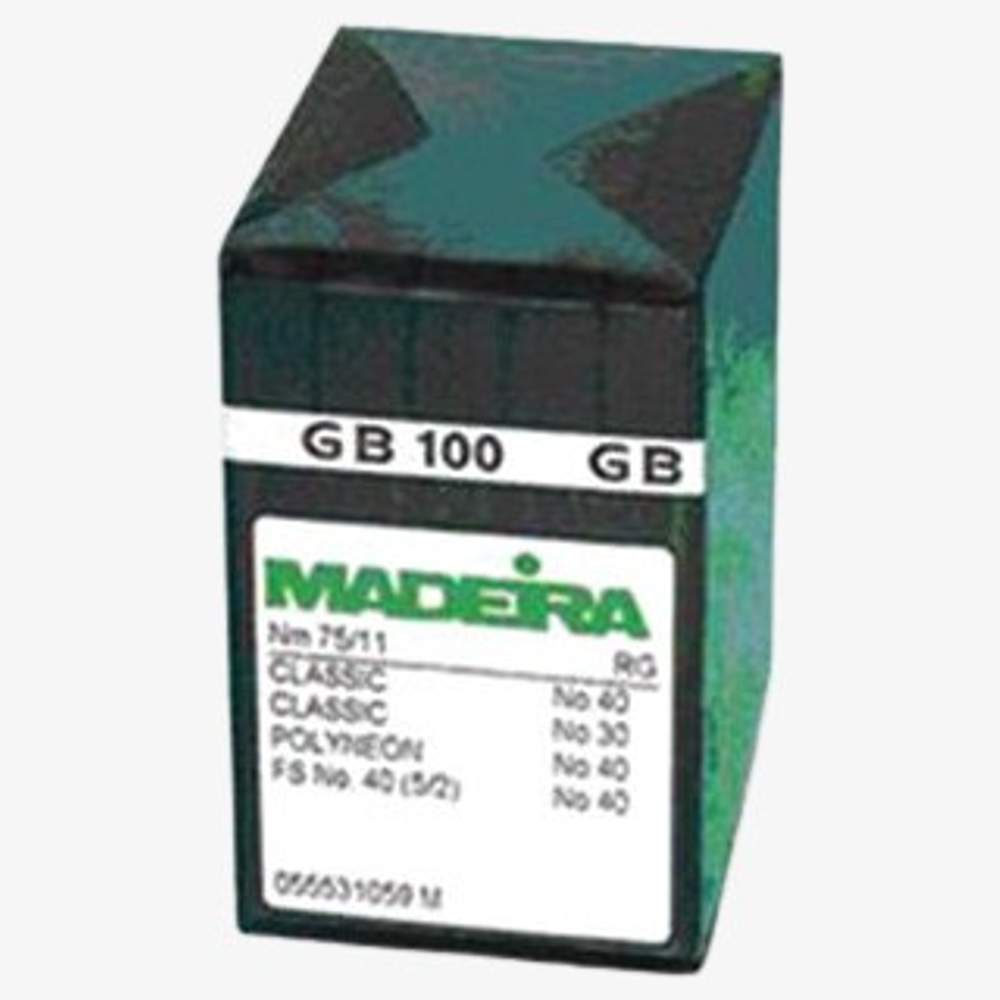 GB 100 GB
MADEIRA
Nm 75/11 RG
CLASSIC No 40
CLASSIC No 30
POLYNEON No 40
FS No. 40 (5/2) No 40
055531059 M